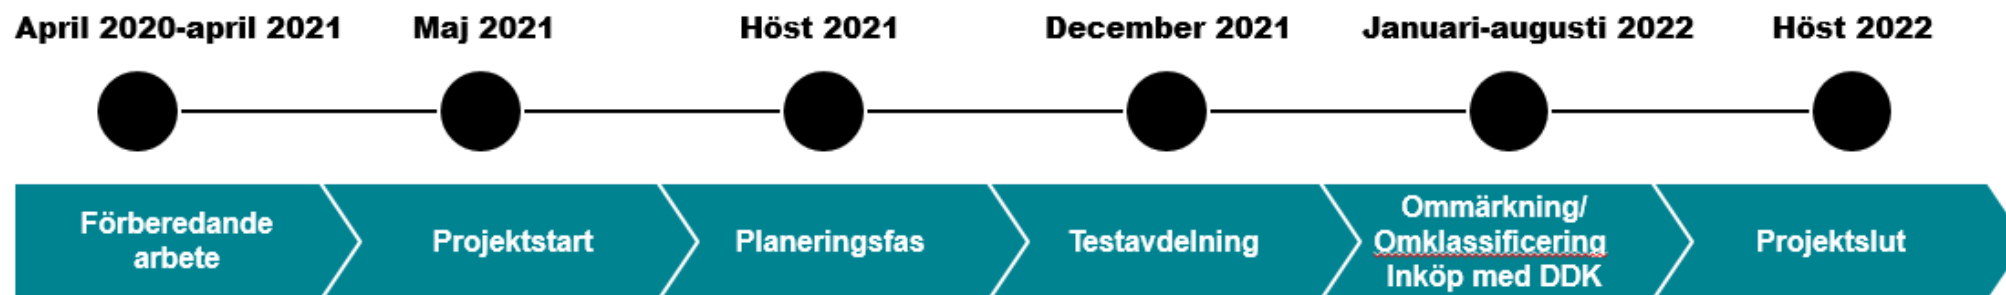 April 2020-april 2021
Maj 2021
Höst 2021
December 2021
Januari-augusti 2022
Höst 2022
Förberedande
arbete
Projektstart
Planeringsfas
Testavdelning
Ommärkning/
Omklassificering
Inköp med DDK
Projektslut